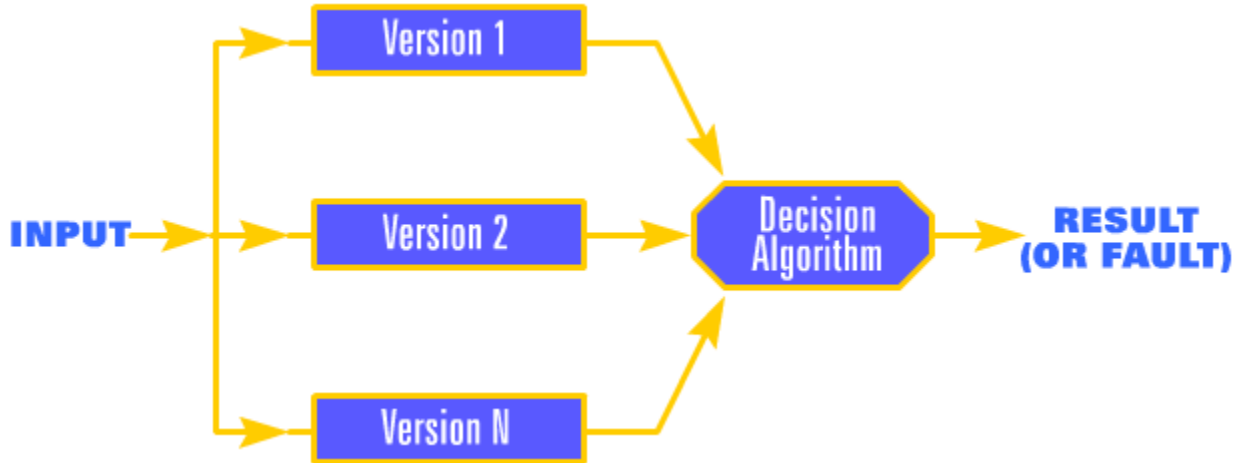 Version 1
INPUT
Version 2
Decision
Algorithm
RESULT
(OR FAULT)
Version N